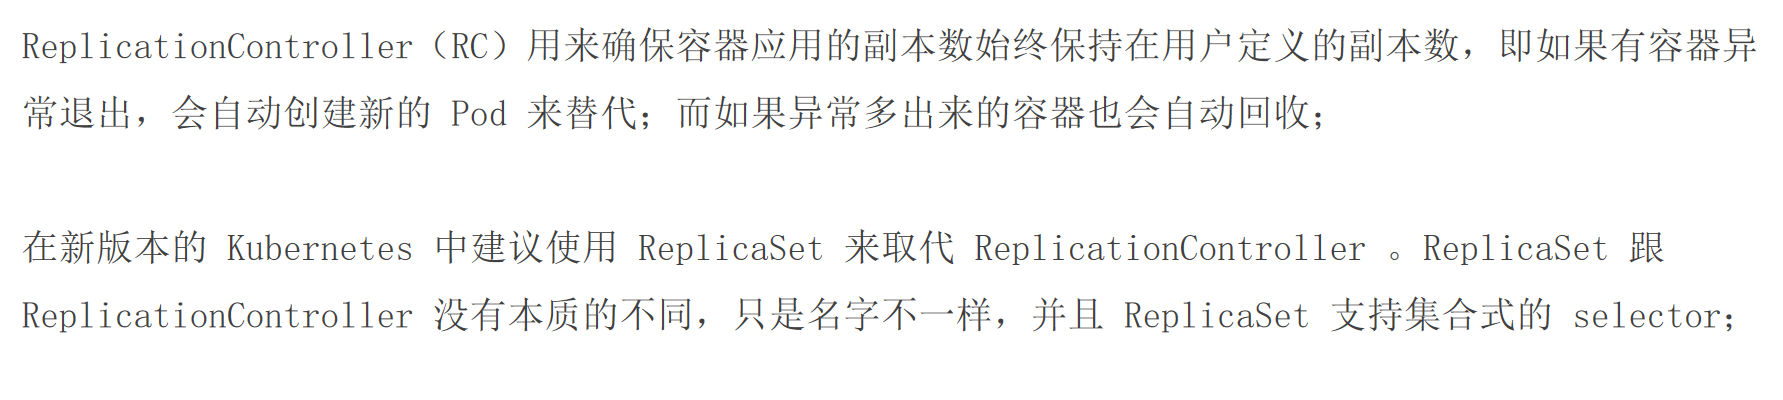 ReplicationController（RC）用来确保容器应用的副本数始终保持在用户定义的副本数，即如果有容器异
常退出，会自动创建新的 Pod 来替代；而如果异常多出来的容器也会自动回收；
在新版本的 Kubernetes 中建议使用 ReplicaSet 来取代 ReplicationController 。ReplicaSet 跟
ReplicationController 没有本质的不同，只是名字不一样，并且 ReplicaSet 支持集合式的 selector；